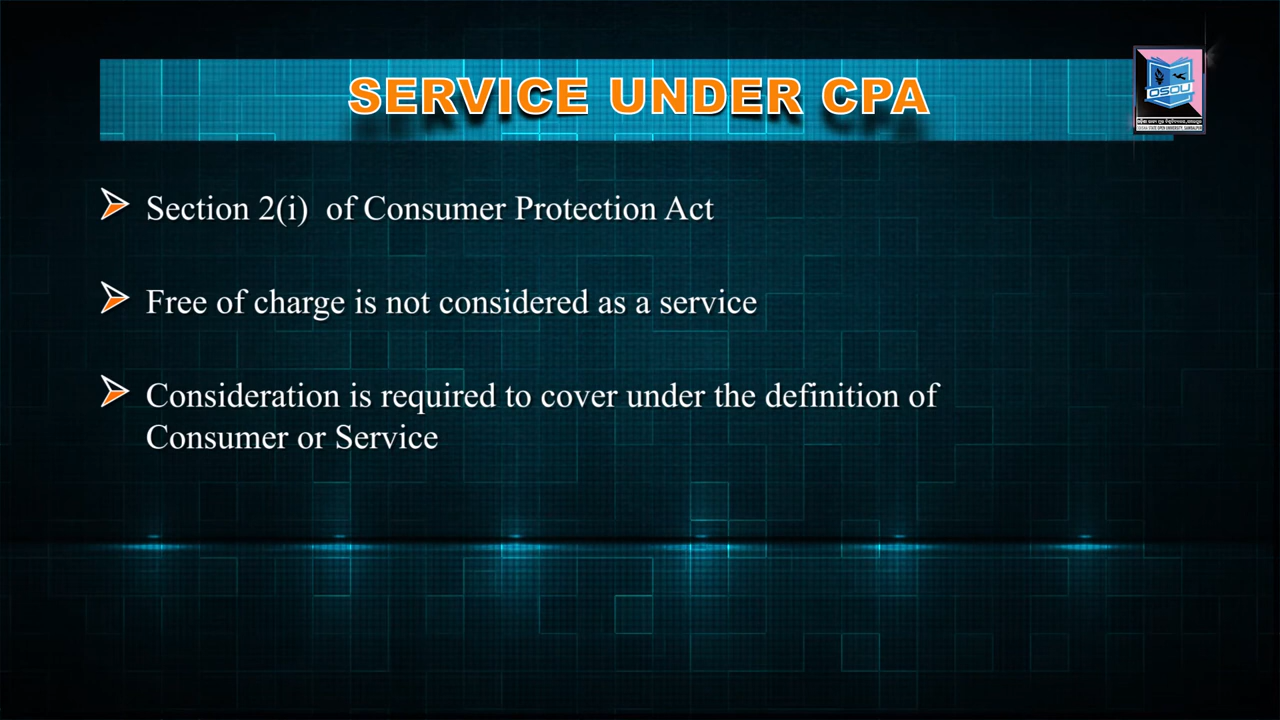 SERVICE UNDER CPA
OSOU
Section 2(i) of Consumer Protection Act
Free of charge is not considered as a service
Consideration is required to cover under the definition of
Consumer or Service